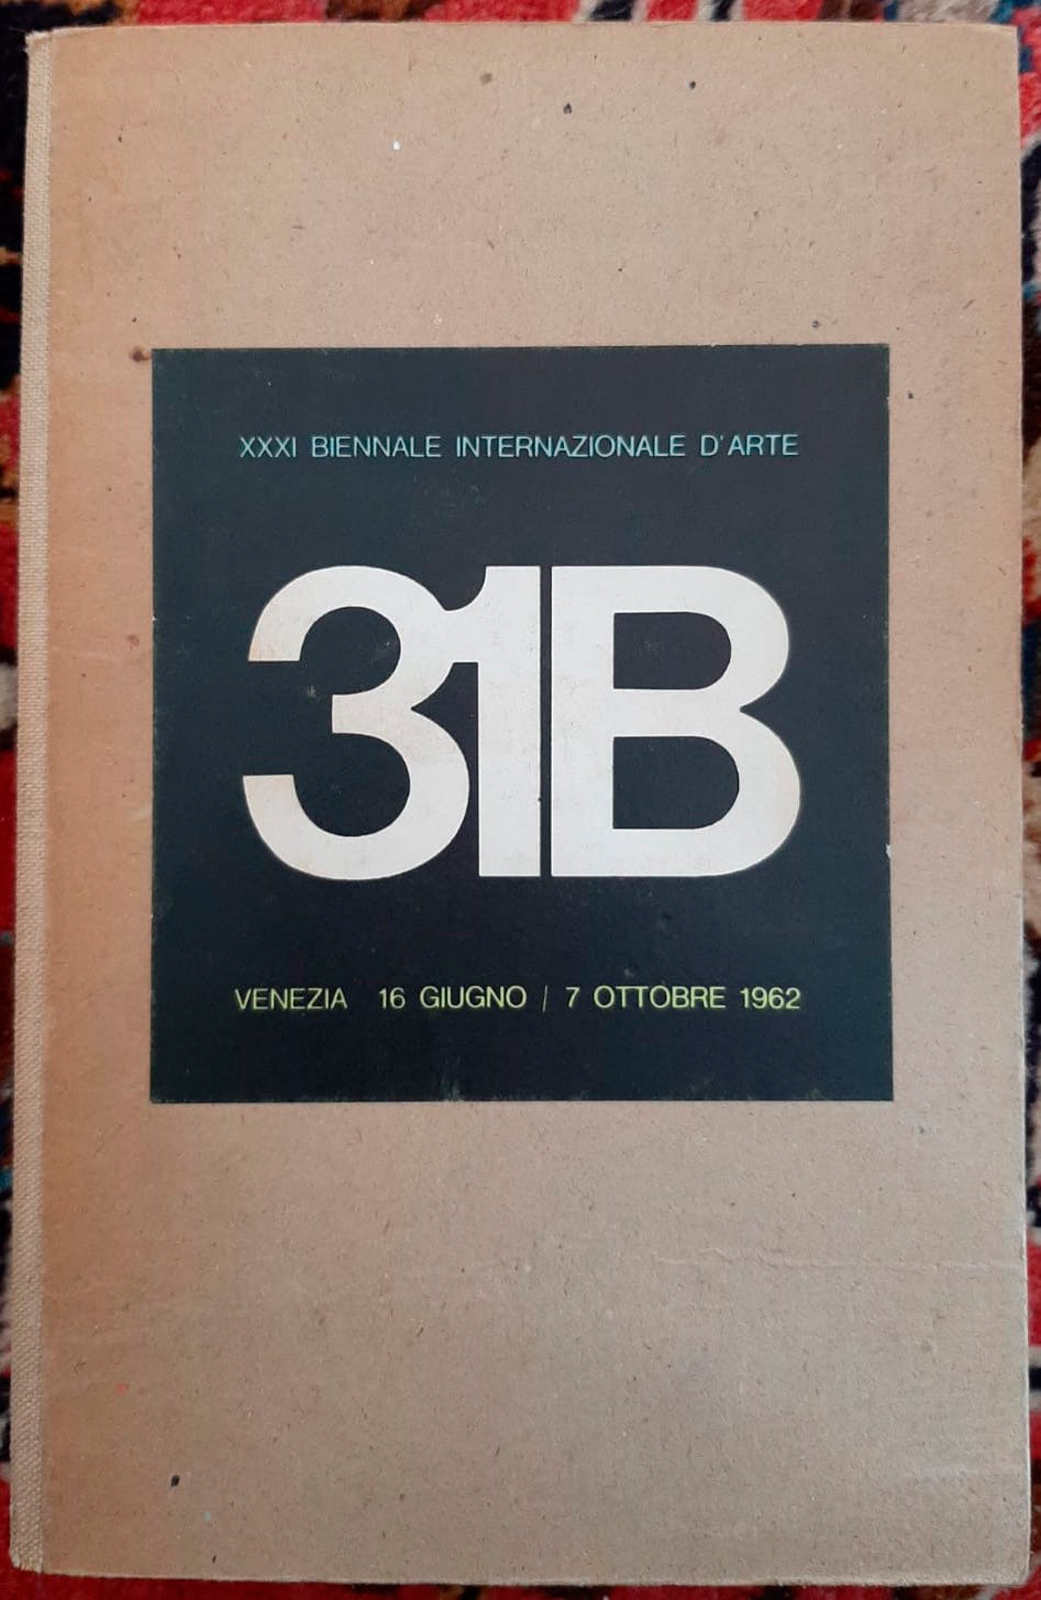 XXXI BIENNALE INTERNAZIONALE D'ARTE
31B
VENEZIA 16 GIUGNO / 7 OTTOBRE 1962